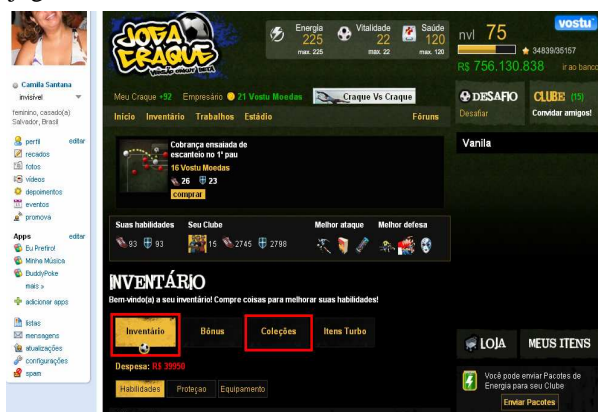 Camila Santana
invisível
feminino, casado(a)
Salvador, Brasil
perfil editar
recados
fotos
vídeos
depoimentos
eventos
promova
Apps editar
Eu Prefiro!
Minha Música
BuddyPoke
mais »
adicionar apps
listas
mensagens
atualizações
configurações
spam
JOGA CRAQUE
versão orkut BETA
Energia
225
max. 225
Vitalidade
22
max. 22
Saúde
120
max. 120
nvl 75
vostu
34839/35157
R$ 756.130.838 ir ao banco
Meu Craque +92 Empresário 21 Vostu Moedas Craque Vs Craque
Início Inventário Trabalhos Estádio Fóruns
DESAFIO
Desafiar
CLUBE (15)
Convidar amigos!
Vanila
Cobrança ensaiada de
escanteio no 1º pau
16 Vostu Moedas
26 23
comprar
Suas habilidades Seu Clube Melhor ataque Melhor defesa
93 93 15 2745 2798
INVENTÁRIO
Bem-vindo(a) a seu inventário! Compre coisas para melhorar suas habilidades!
Inventário Bônus Coleções Itens Turbo
Despesa: R$ 39950
Habilidades Proteçao Equipamento
LOJA MEUS ITENS
Você pode enviar Pacotes de
Energia para seu Clube
Enviar Pacotes